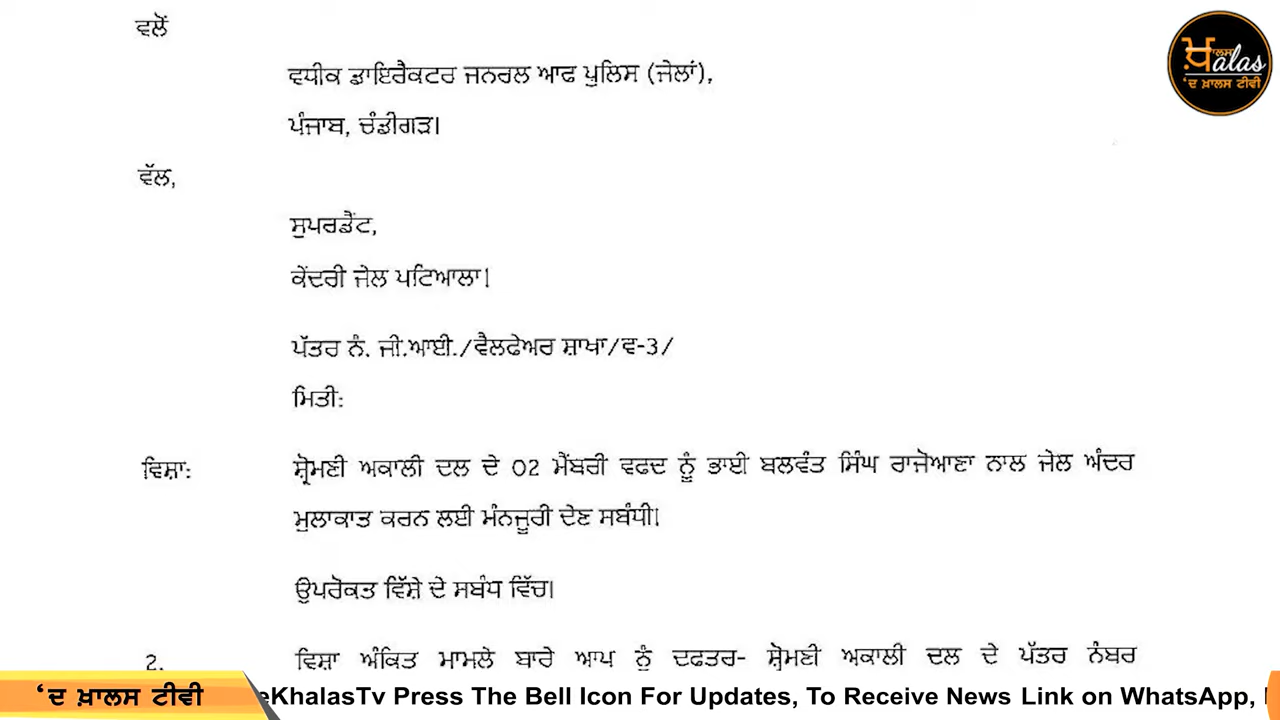 ਵਲੋਂ
ਵਧੀਕ ਡਾਇਰੈਕਟਰ ਜਨਰਲ ਆਫ ਪੁਲਿਸ (ਜੇਲਾਂ),
ਪੰਜਾਬ, ਚੰਡੀਗੜ।
ਵੱਲ,
ਸੁਪਰਡੈਂਟ,
ਕੇਂਦਰੀ ਜੇਲ ਪਟਿਆਲਾ।
ਪੱਤਰ ਨੰ. ਜੀ.ਆਈ./ਵੈਲਫੇਅਰ ਸ਼ਾਖਾ/ਵ-3/
ਮਿਤੀ:
ਵਿਸ਼ਾ: ਸ਼੍ਰੋਮਣੀ ਅਕਾਲੀ ਦਲ ਦੇ 02 ਮੈਂਬਰੀ ਵਫਦ ਨੂੰ ਭਾਈ ਬਲਵੰਤ ਸਿੰਘ ਰਾਜੋਆਣਾ ਨਾਲ ਜੇਲ ਅੰਦਰ
ਮੁਲਾਕਾਤ ਕਰਨ ਲਈ ਮੰਨਜੂਰੀ ਦੇਣ ਸਬੰਧੀ।
ਉਪਰੋਕਤ ਵਿੱਸ਼ੇ ਦੇ ਸਬੰਧ ਵਿੱਚ।
2. ਵਿਸ਼ਾ ਅੰਕਿਤ ਮਾਮਲੇ ਬਾਰੇ ਆਪ ਨੂੰ ਦਫਤਰ- ਸ਼੍ਰੋਮਣੀ ਅਕਾਲੀ ਦਲ ਦੇ ਪੱਤਰ ਨੰਬਰ
ਖ਼ਾਲਸ
Khalas
'ਦ ਖ਼ਾਲਸ ਟੀਵੀ
‘ਦ ਖ਼ਾਲਸ ਟੀਵੀ
eKhalasTv Press The Bell Icon For Updates, To Receive News Link on WhatsApp,